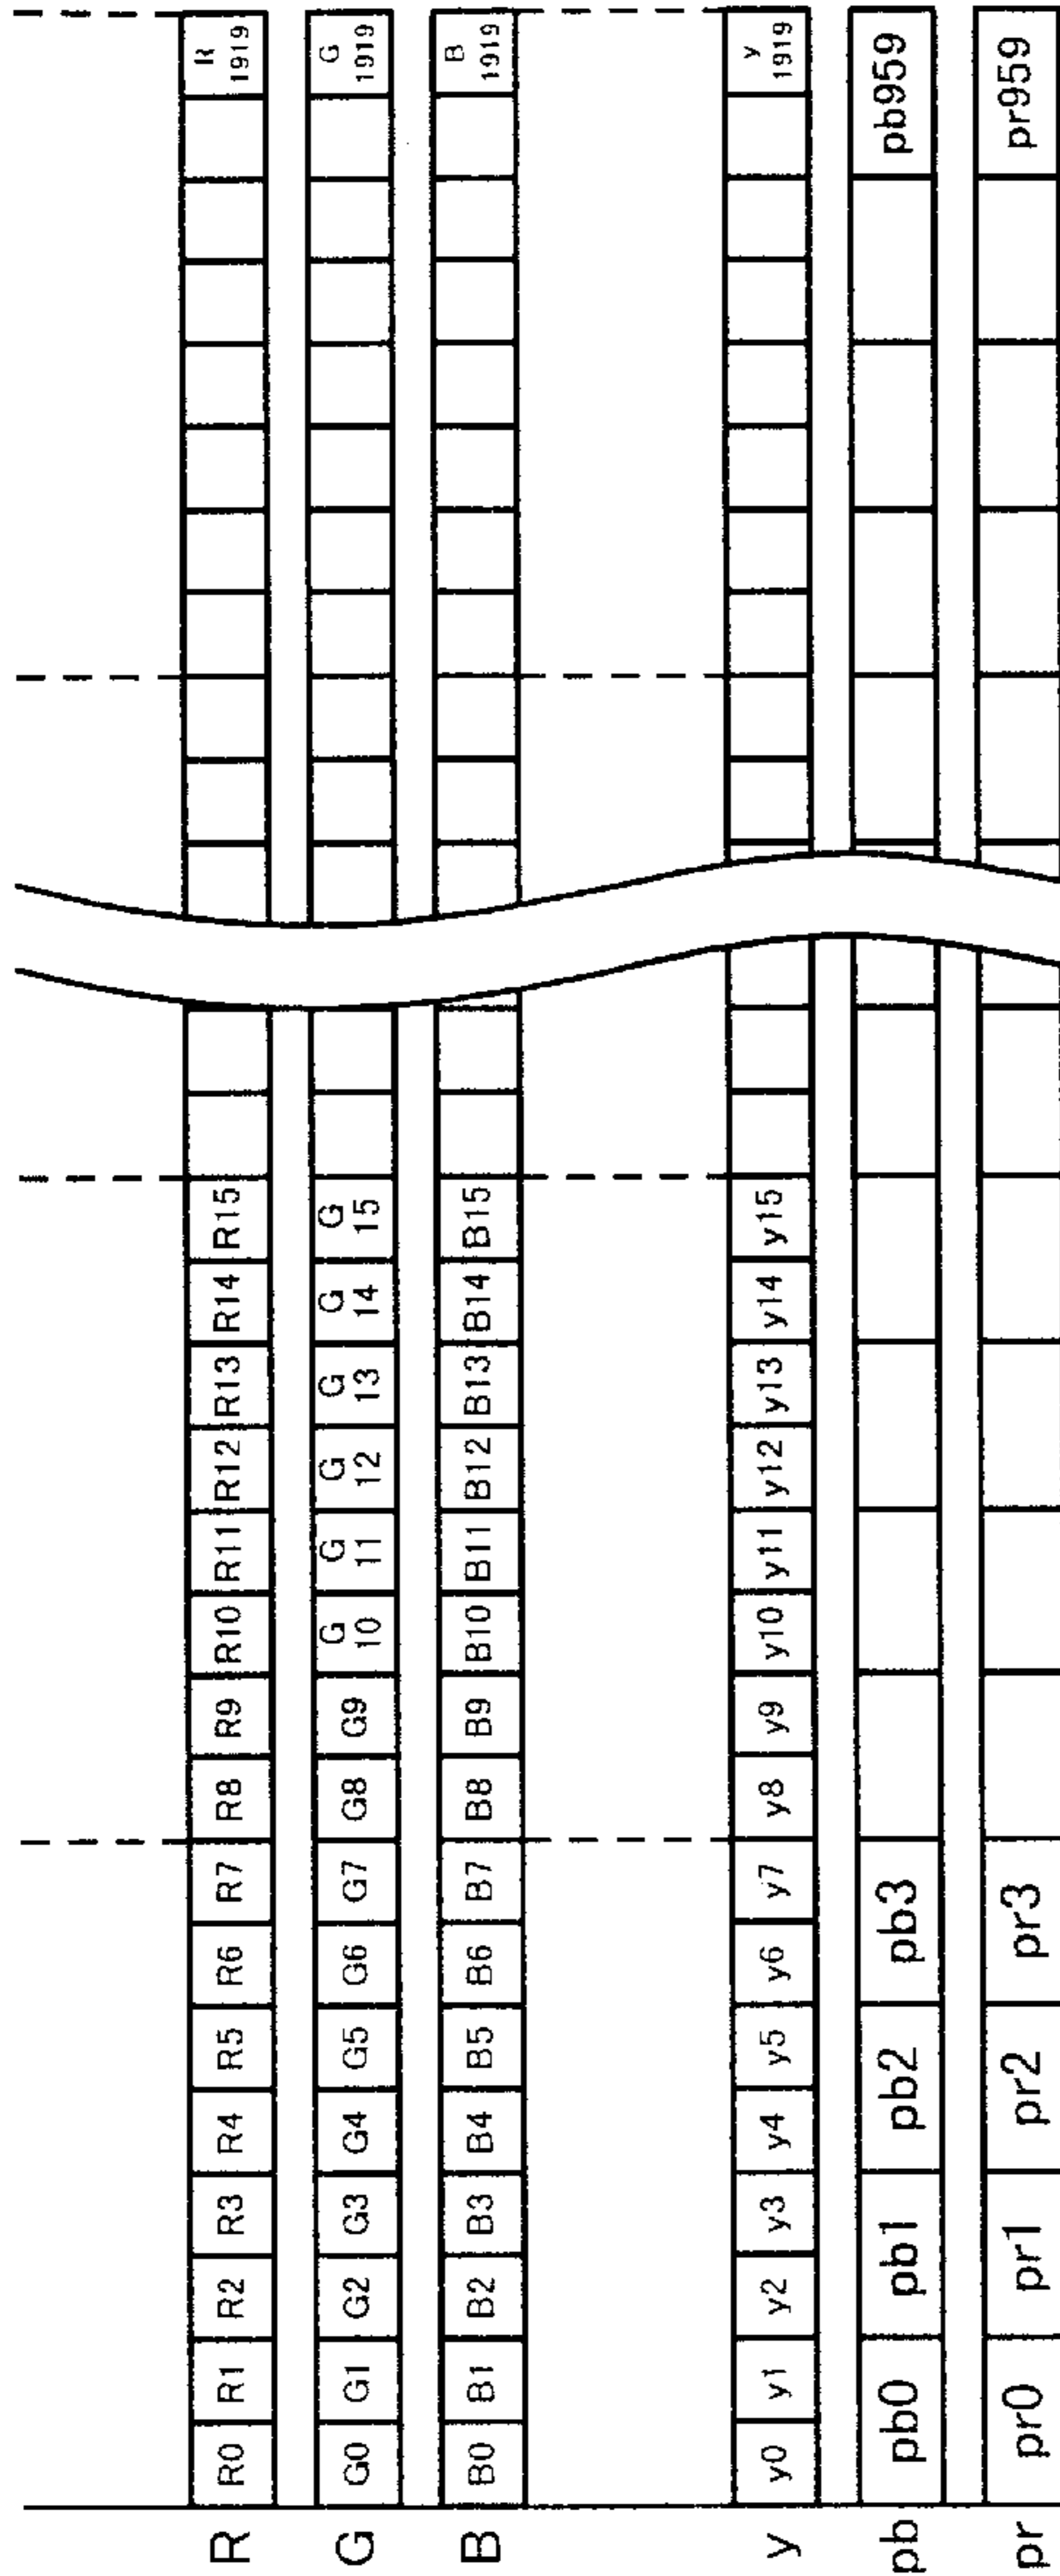 R R0 R1 R2 R3 R4 R5 R6 R7 R8 R9 R10 R11 R12 R13 R14 R15 R 1919
G G0 G1 G2 G3 G4 G5 G6 G7 G8 G9 G 10 G 11 G 12 G 13 G 14 G 15 G 1919
B B0 B1 B2 B3 B4 B5 B6 B7 B8 B9 B10 B11 B12 B13 B14 B15 B 1919
y y0 y1 y2 y3 y4 y5 y6 y7 y8 y9 y10 y11 y12 y13 y14 y15 y 1919
pb pb0 pb1 pb2 pb3 pb959
pr pr0 pr1 pr2 pr3 pr959